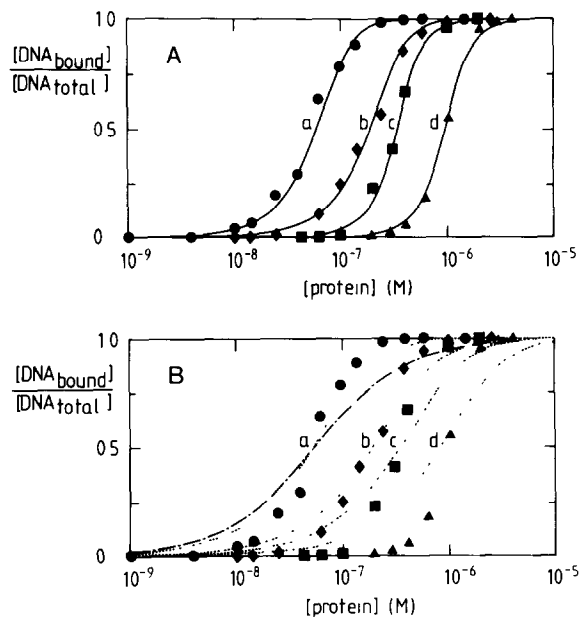 A
[DNAbound]
[DNAtotal]
1.0
0.5
0
a
b
c
d
10-9
10-8
10-7
10-6
10-5
[protein] (M)
B
[DNAbound]
[DNAtotal]
1.0
0.5
0
a
b
c
d
10-9
10-8
10-7
10-6
10-5
[protein] (M)